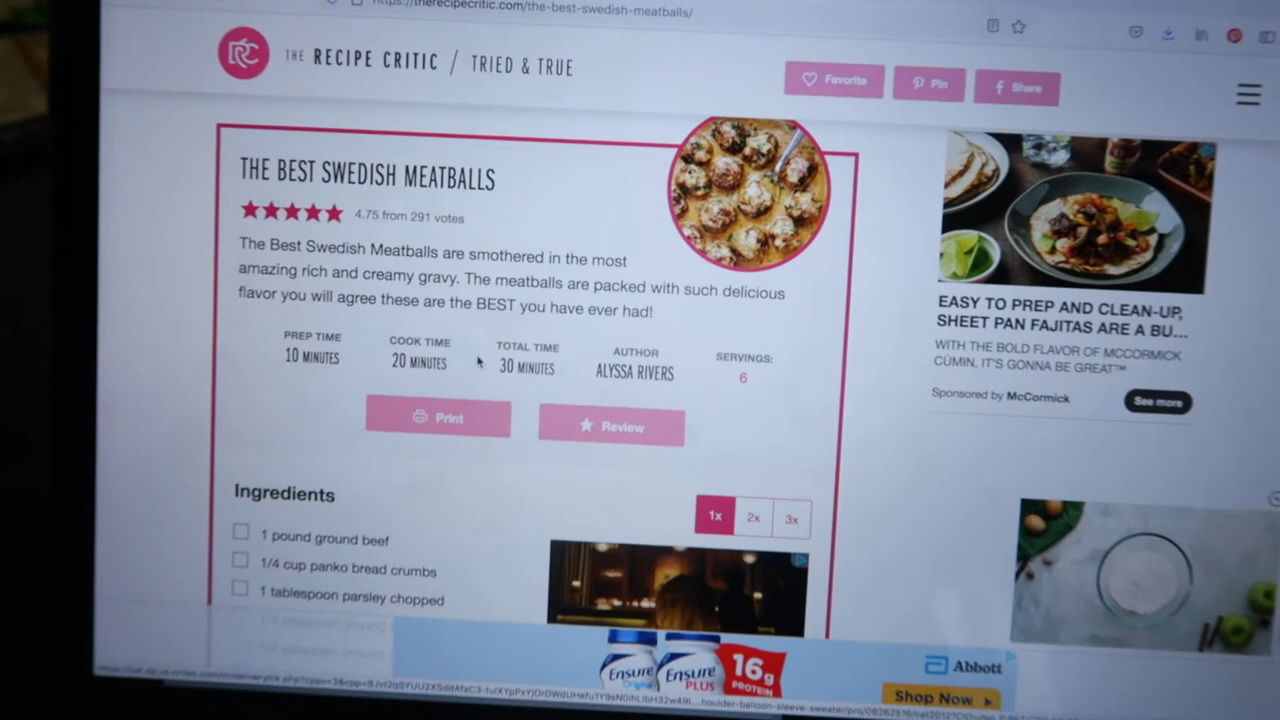 https://therecipecritic.com/the-best-swedish-meatballs/
THE RECIPE CRITIC / TRIED & TRUE
Favorite
Pin
Share
THE BEST SWEDISH MEATBALLS
4.75 from 291 votes
The Best Swedish Meatballs are smothered in the most
amazing rich and creamy gravy. The meatballs are packed with such delicious
flavor you will agree these are the BEST you have ever had!
PREP TIME
10 MINUTES
COOK TIME
20 MINUTES
TOTAL TIME
30 MINUTES
AUTHOR
ALYSSA RIVERS
SERVINGS:
6
Print
Review
Ingredients
1x
2x
3x
1 pound ground beef
1/4 cup panko bread crumbs
1 tablespoon parsley chopped
EASY TO PREP AND CLEAN-UP,
SHEET PAN FAJITAS ARE A BU...
WITH THE BOLD FLAVOR OF MCCORMICK
CUMIN, IT'S GONNA BE GREAT™
Sponsored by McCormick
See more
Ensure
Original
Ensure
PLUS
16g
PROTEIN
Abbott
Shop Now